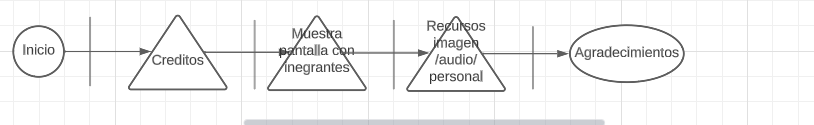 Inicio
Creditos
Muestra
pantalla con
inegrantes
Recursos
imagen
/audio/
personal
Agradecimientos